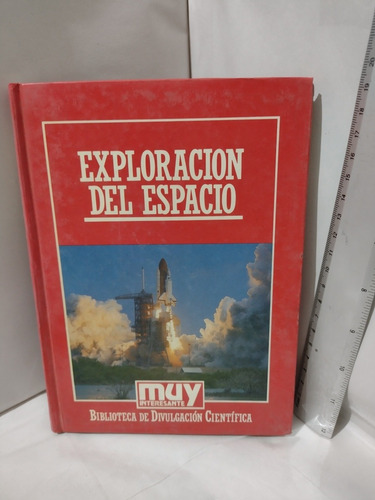 EXPLORACION
DEL ESPACIO
muy
INTERESANTE
BIBLIOTECA DE DIVULGACIÓN CIENTÍFICA